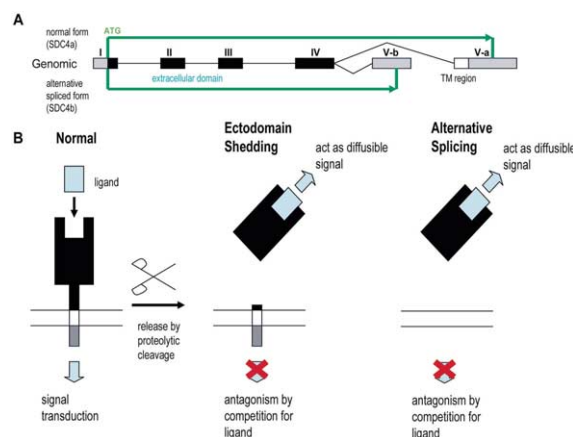 A
normal form
(SDC4a)
ATG
I
II
III
IV
V-b
V-a
Genomic
extracellular domain
TM region
alternative
spliced form
(SDC4b)
B
Normal
Ectodomain
Shedding
Alternative
Splicing
ligand
act as diffusible
signal
act as diffusible
signal
release by
proteolytic
cleavage
signal
transduction
antagonism by
competition for
ligand
antagonism by
competition for
ligand